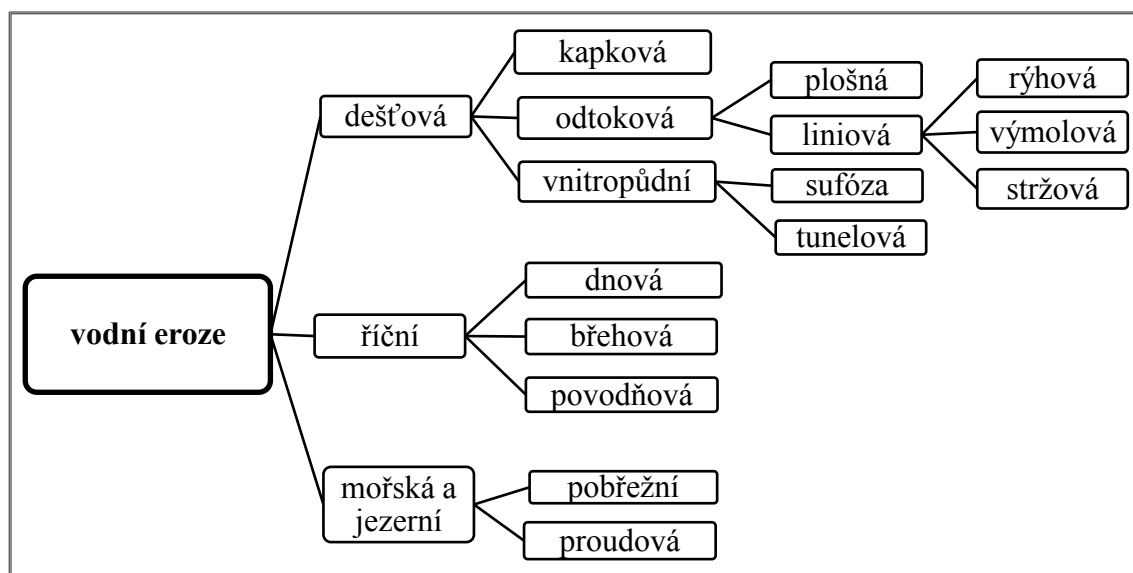 kapková
plošná
rýhová
dešťová
odtoková
liniová
výmolová
vnitropůdní
sufóza
stržová
tunelová
dnová
vodní eroze
říční
břehová
povodňová
mořská a
jezerní
pobřežní
proudová